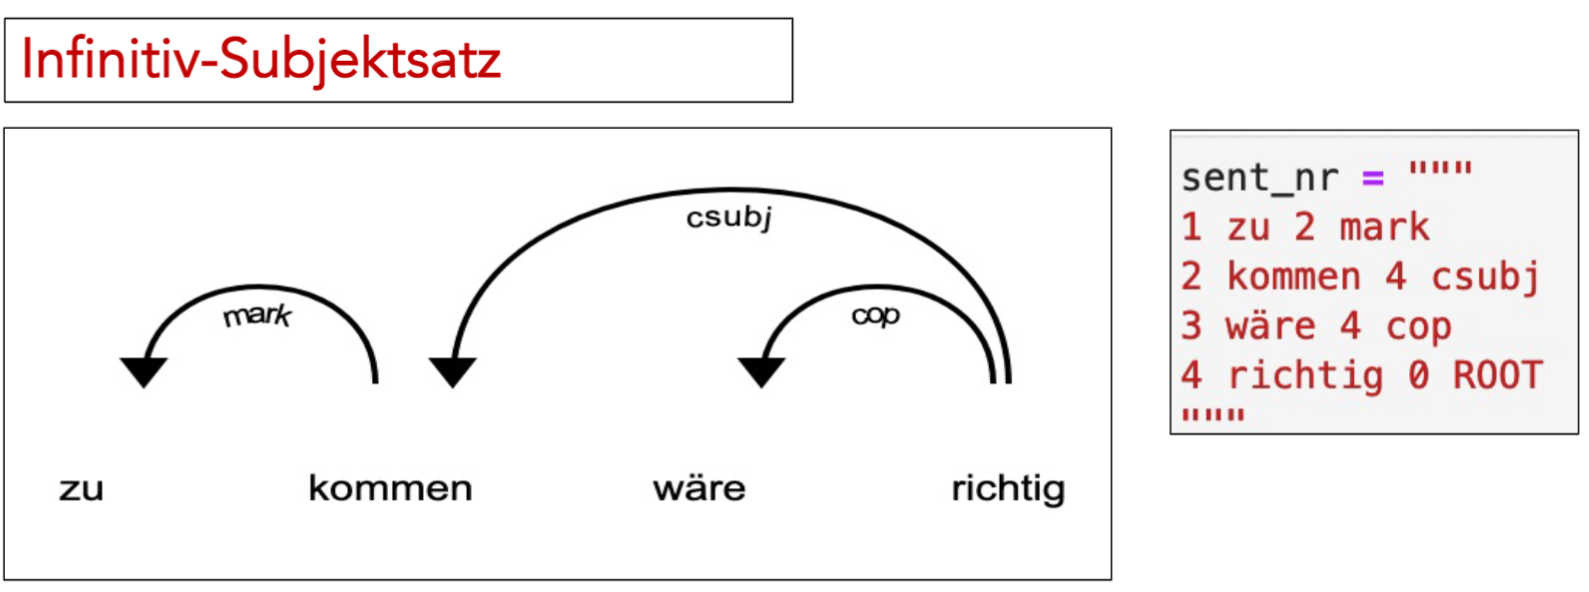 Infinitiv-Subjektsatz
csubj
mark
cop
zu kommen wäre richtig
sent_nr = """
1 zu 2 mark
2 kommen 4 csubj
3 wäre 4 cop
4 richtig 0 ROOT
"""